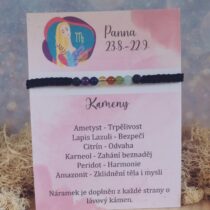 Panna
23.8.-22.9.
Kameny
Ametyst - Trpělivost
Lapis Lazuli - Bezpečí
Citrín - Odvaha
Karneol - Zahání beznaděj
Peridot - Harmonie
Amazonit - Zklidnění těla i mysli
Náramek je doplněn z každé strany o
lávový kámen.